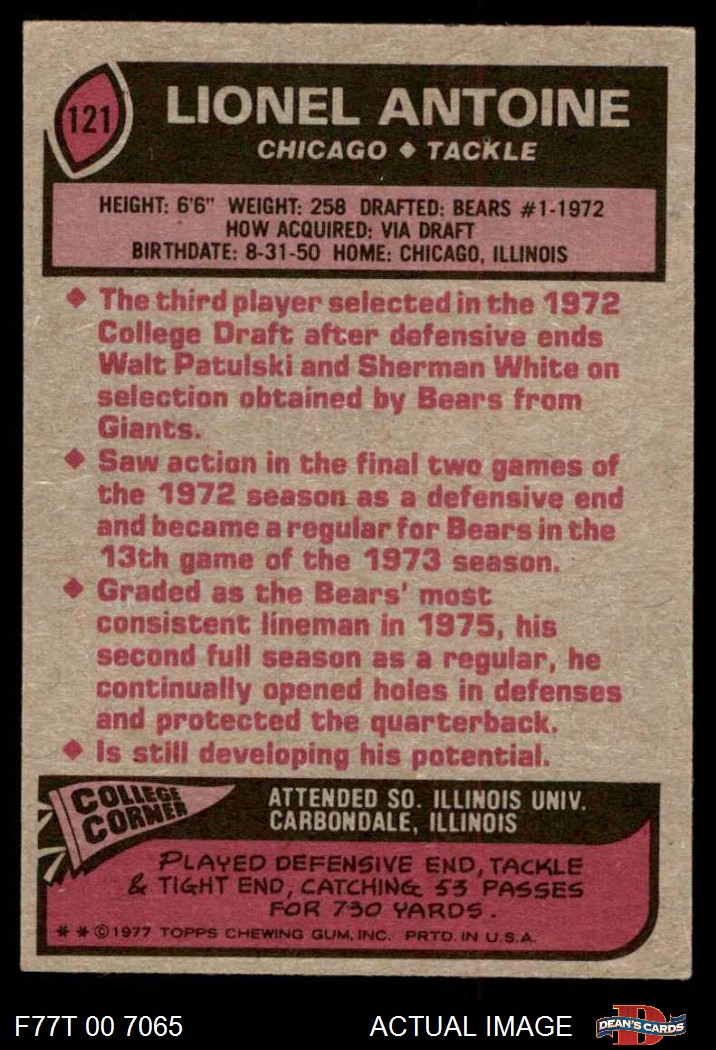 121
LIONEL ANTOINE
CHICAGO ◆ TACKLE
HEIGHT: 6'6" WEIGHT: 258 DRAFTED: BEARS #1-1972
HOW ACQUIRED: VIA DRAFT
BIRTHDATE: 8-31-50 HOME: CHICAGO, ILLINOIS
◆ The third player selected in the 1972
College Draft after defensive ends
Walt Patulski and Sherman White on
selection obtained by Bears from
Giants.
◆ Saw action in the final two games of
the 1972 season as a defensive end
and became a regular for Bears in the
13th game of the 1973 season.
◆ Graded as the Bears' most
consistent lineman in 1975, his
second full season as a regular, he
continually opened holes in defenses
and protected the quarterback.
◆ Is still developing his potential.
COLLEGE
CORNER
ATTENDED SO. ILLINOIS UNIV.
CARBONDALE, ILLINOIS
PLAYED DEFENSIVE END, TACKLE
& TIGHT END, CATCHING 53 PASSES
FOR 730 YARDS.
* * © 1977 TOPPS CHEWING GUM, INC. PRTD. IN U.S.A.
F77T 00 7065
ACTUAL IMAGE
D
DEAN'S CARDS